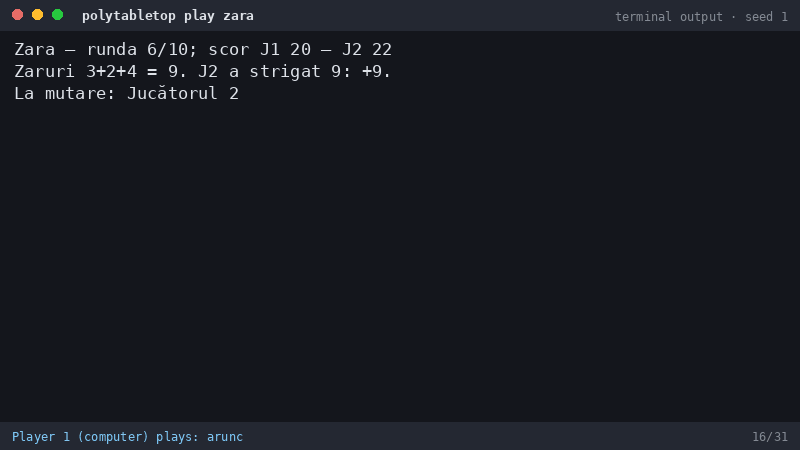 polytabletop play zara
terminal output · seed 1
Zara — runda 6/10; scor J1 20 — J2 22
Zaruri 3+2+4 = 9. J2 a strigat 9: +9.
La mutare: Jucătorul 2
Player 1 (computer) plays: arunc
16/31